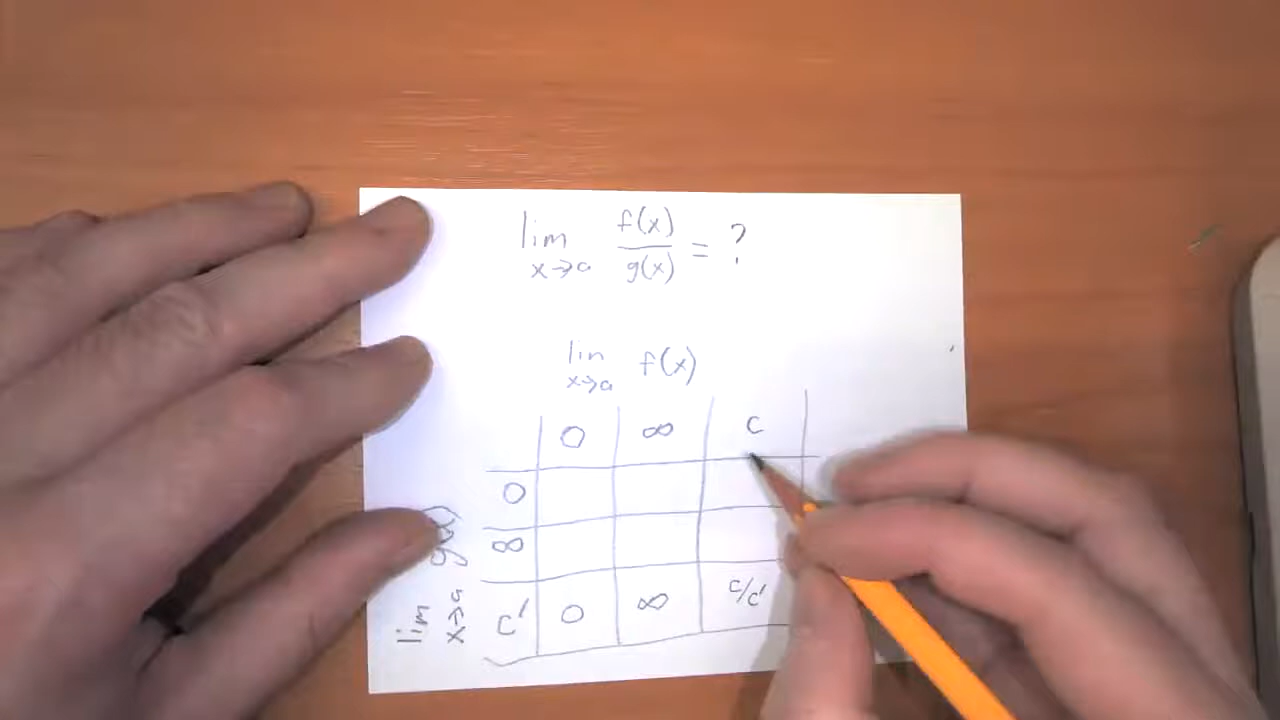 lim x→a f(x)/g(x) = ?
lim x→a f(x)
0 ∞ c
0
∞
c' 0 ∞ c/c'
lim x→a g(x)